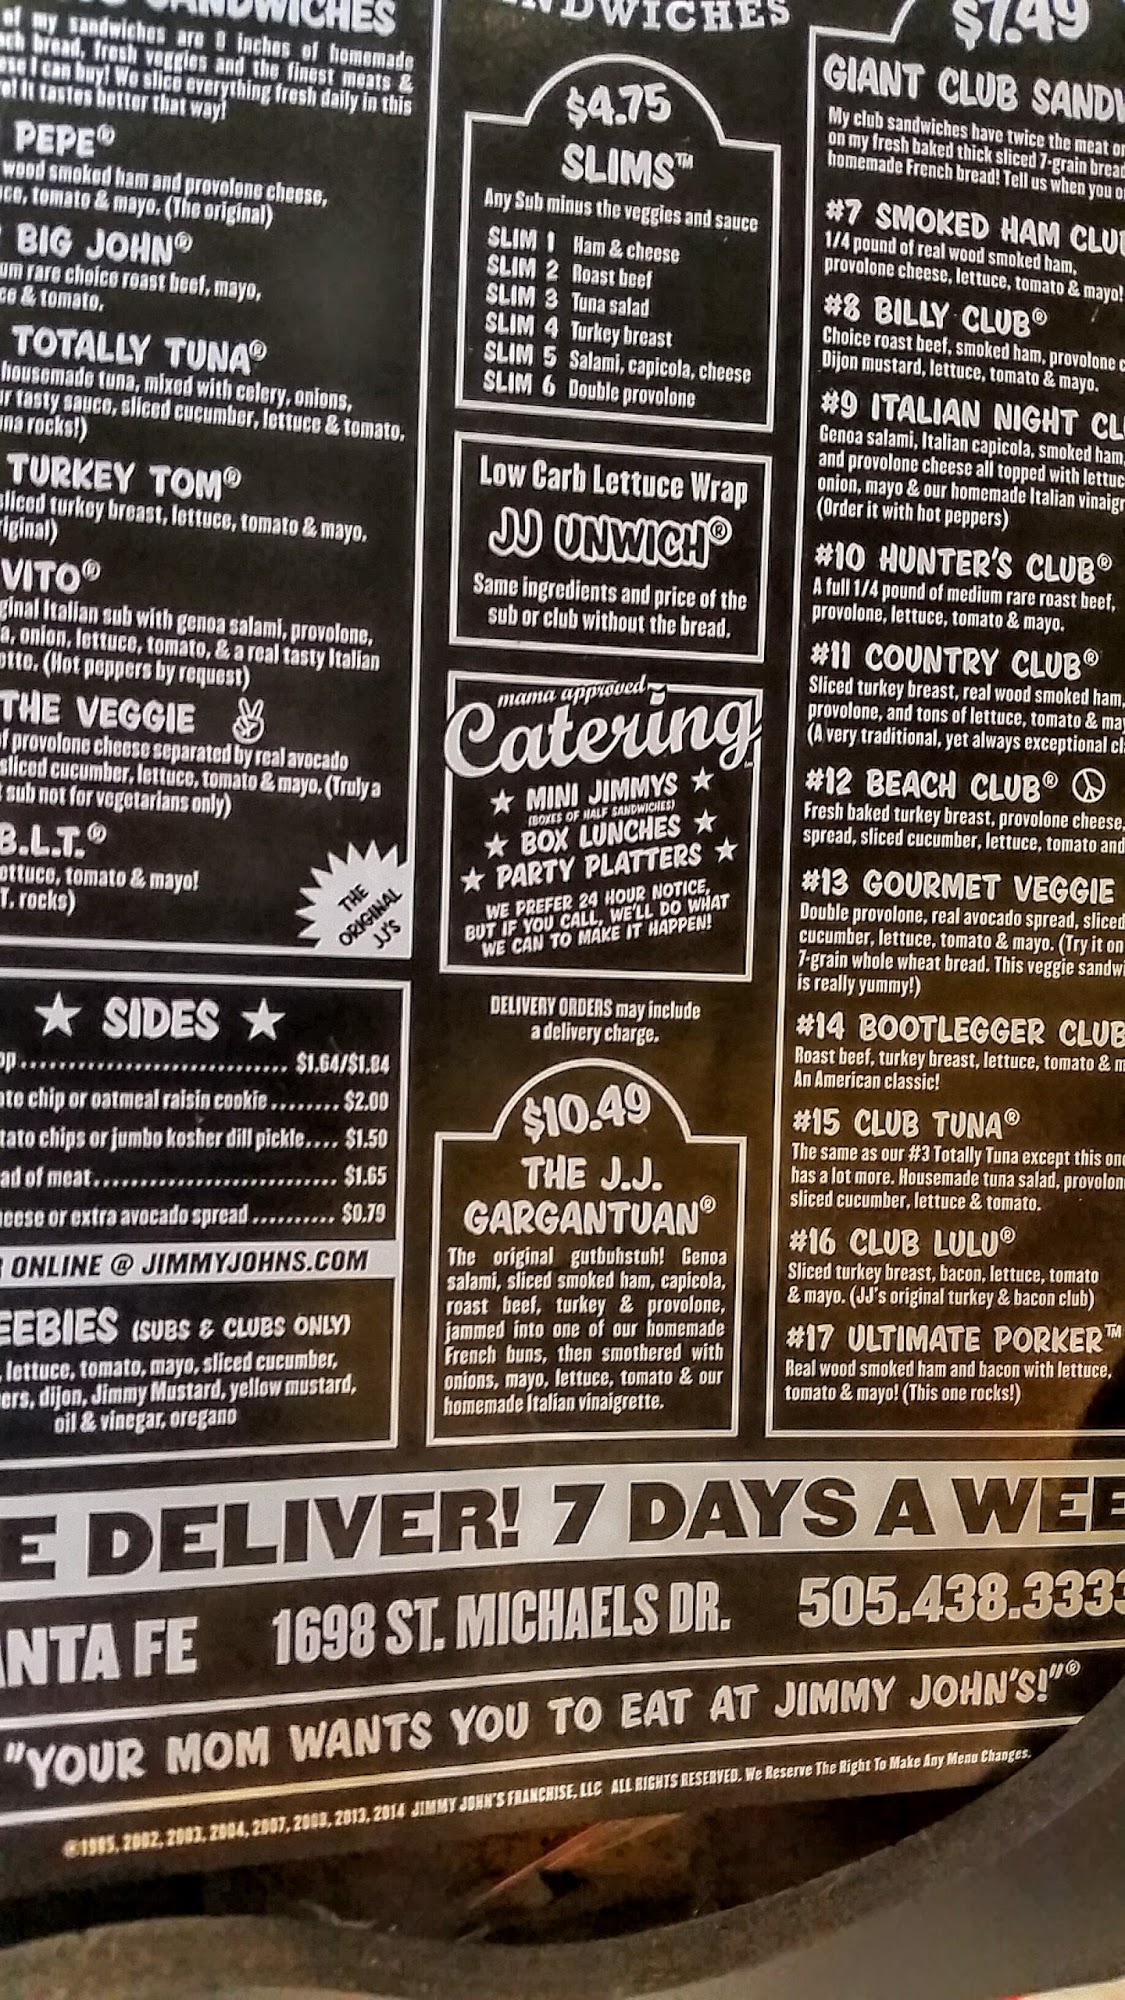 SANDWICHES
of my sandwiches are 8 inches of homemade
bread, fresh veggies and the finest meats &
I can buy! We slice everything fresh daily in this
It tastes better that way!
PEPE®
wood smoked ham and provolone cheese,
tomato & mayo. (The original)
BIG JOHN®
rare choice roast beef, mayo,
& tomato.
TOTALLY TUNA®
housemade tuna, mixed with celery, onions,
tasty sauce, sliced cucumber, lettuce & tomato.
rocks!)
TURKEY TOM®
sliced turkey breast, lettuce, tomato & mayo.
VITO®
Italian sub with genoa salami, provolone,
onion, lettuce, tomato, & a real tasty Italian
(Hot peppers by request)
THE VEGGIE
of provolone cheese separated by real avocado
sliced cucumber, lettuce, tomato & mayo. (Truly a
sub not for vegetarians only)
B.L.T.®
tomato & mayo!
rocks)
THE
ORIGINAL
JJ'S
★ SIDES ★
$1.64/$1.84
chip or oatmeal raisin cookie ........ $2.00
chips or jumbo kosher dill pickle.... $1.50
of meat.............................. $1.65
or extra avocado spread .......... $0.79
ONLINE @ JIMMYJOHNS.COM
(SUBS & CLUBS ONLY)
lettuce, tomato, mayo, sliced cucumber,
dijon, Jimmy Mustard, yellow mustard,
oil & vinegar, oregano
$4.75
SLIMS™
Any Sub minus the veggies and sauce
SLIM 1 Ham & cheese
SLIM 2 Roast beef
SLIM 3 Tuna salad
SLIM 4 Turkey breast
SLIM 5 Salami, capicola, cheese
SLIM 6 Double provolone
Low Carb Lettuce Wrap
JJ UNWICH®
Same ingredients and price of the
sub or club without the bread.
mama approved
Catering
★ MINI JIMMYS ★
(BOXES OF HALF SANDWICHES)
★ BOX LUNCHES ★
★ PARTY PLATTERS ★
WE PREFER 24 HOUR NOTICE,
BUT IF YOU CALL, WE'LL DO WHAT
WE CAN TO MAKE IT HAPPEN!
DELIVERY ORDERS may include
a delivery charge.
$10.49
THE J.J.
GARGANTUAN®
The original gutbuhstuh! Genoa
salami, sliced smoked ham, capicola,
roast beef, turkey & provolone,
jammed into one of our homemade
French buns, then smothered with
onions, mayo, lettuce, tomato & our
homemade Italian vinaigrette.
$7.49
GIANT CLUB
My club sandwiches have twice the meat
on my fresh baked thick sliced 7-grain bread
homemade French bread! Tell us when you
#7 SMOKED HAM
1/4 pound of real wood smoked ham,
provolone cheese, lettuce, tomato & mayo!
#8 BILLY CLUB®
Choice roast beef, smoked ham, provolone
Dijon mustard, lettuce, tomato & mayo.
#9 ITALIAN NIGHT
Genoa salami, Italian capicola, smoked ham,
and provolone cheese all topped with
onion, mayo & our homemade Italian
(Order it with hot peppers)
#10 HUNTER'S CLUB®
A full 1/4 pound of medium rare roast beef,
provolone, lettuce, tomato & mayo.
#11 COUNTRY CLUB®
Sliced turkey breast, real wood smoked ham,
provolone, and tons of lettuce, tomato &
(A very traditional, yet always exceptional
#12 BEACH CLUB®
Fresh baked turkey breast, provolone cheese,
spread, sliced cucumber, lettuce, tomato and
#13 GOURMET VEGGIE
Double provolone, real avocado spread, sliced
cucumber, lettuce, tomato & mayo. (Try it on
7-grain whole wheat bread. This veggie
is really yummy!)
#14 BOOTLEGGER CLUB
Roast beef, turkey breast, lettuce, tomato &
An American classic!
#15 CLUB TUNA®
The same as our #3 Totally Tuna except this one
has a lot more. Housemade tuna salad,
sliced cucumber, lettuce & tomato.
#16 CLUB LULU®
Sliced turkey breast, bacon, lettuce, tomato
& mayo. (JJ's original turkey & bacon club)
#17 ULTIMATE PORKER™
Real wood smoked ham and bacon with lettuce,
tomato & mayo! (This one rocks!)
DELIVER! 7 DAYS A
FE 1698 ST. MICHAELS DR. 505.438.3333
"YOUR MOM WANTS YOU TO EAT AT JIMMY JOHN'S!"®
©1985, 2002, 2003, 2004, 2007, 2008, 2013, 2014 JIMMY JOHN'S FRANCHISE, LLC ALL RIGHTS RESERVED. We Reserve The Right To Make Any Menu Changes.